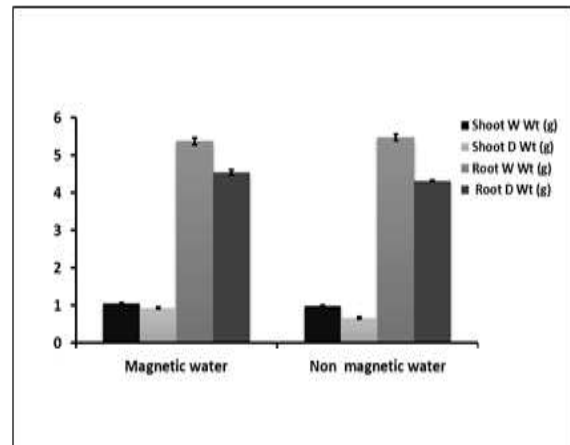 6
5
4
3
2
1
0
Magnetic water
Non magnetic water
Shoot W Wt (g)
Shoot D Wt (g)
Root W Wt (g)
Root D Wt (g)